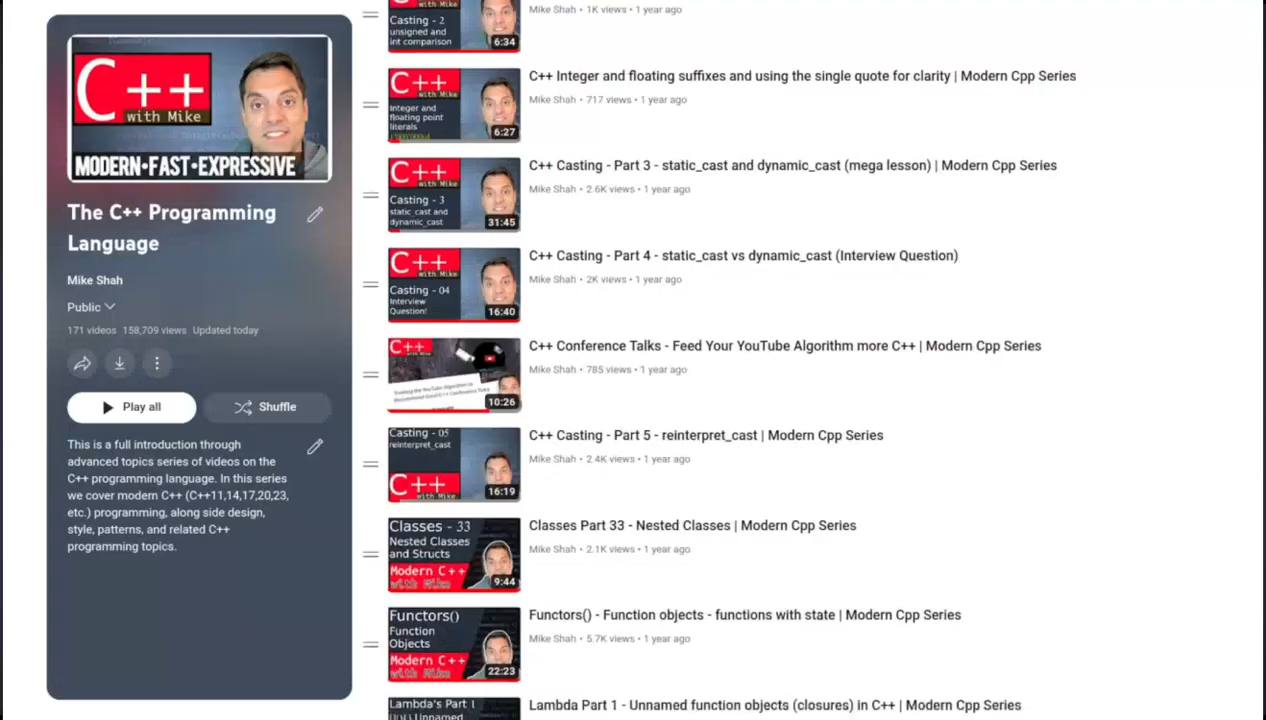 C++
with Mike
MODERN•FAST•EXPRESSIVE
The C++ Programming
Language
Mike Shah
Public
171 videos 158,709 views Updated today
Play all
Shuffle
This is a full introduction through
advanced topics series of videos on the
C++ programming language. In this series
we cover modern C++ (C++11,14,17,20,23,
etc.) programming, along side design,
style, patterns, and related C++
programming topics.
with Mike
Casting - 2
unsigned and
int comparison
6:34
Mike Shah • 1K views • 1 year ago
C++
with Mike
Integer and
floating point
literals
6:27
C++ Integer and floating suffixes and using the single quote for clarity | Modern Cpp Series
Mike Shah • 717 views • 1 year ago
C++
with Mike
Casting - 3
static_cast and
dynamic_cast
31:45
C++ Casting - Part 3 - static_cast and dynamic_cast (mega lesson) | Modern Cpp Series
Mike Shah • 2.6K views • 1 year ago
C++
with Mike
Casting - 04
Interview
Question!
16:40
C++ Casting - Part 4 - static_cast vs dynamic_cast (Interview Question)
Mike Shah • 2K views • 1 year ago
C++
with Mike
10:26
C++ Conference Talks - Feed Your YouTube Algorithm more C++ | Modern Cpp Series
Mike Shah • 785 views • 1 year ago
Casting - 05
reinterpret_cast
C++
with Mike
16:19
C++ Casting - Part 5 - reinterpret_cast | Modern Cpp Series
Mike Shah • 2.4K views • 1 year ago
Classes - 33
Nested Classes
and Structs
Modern C++
with Mike
9:44
Classes Part 33 - Nested Classes | Modern Cpp Series
Mike Shah • 2.1K views • 1 year ago
Functors()
Function
Objects
Modern C++
with Mike
22:23
Functors() - Function objects - functions with state | Modern Cpp Series
Mike Shah • 5.7K views • 1 year ago
Lambda's Part 1
Lambda Part 1 - Unnamed function objects (closures) in C++ | Modern Cpp Series